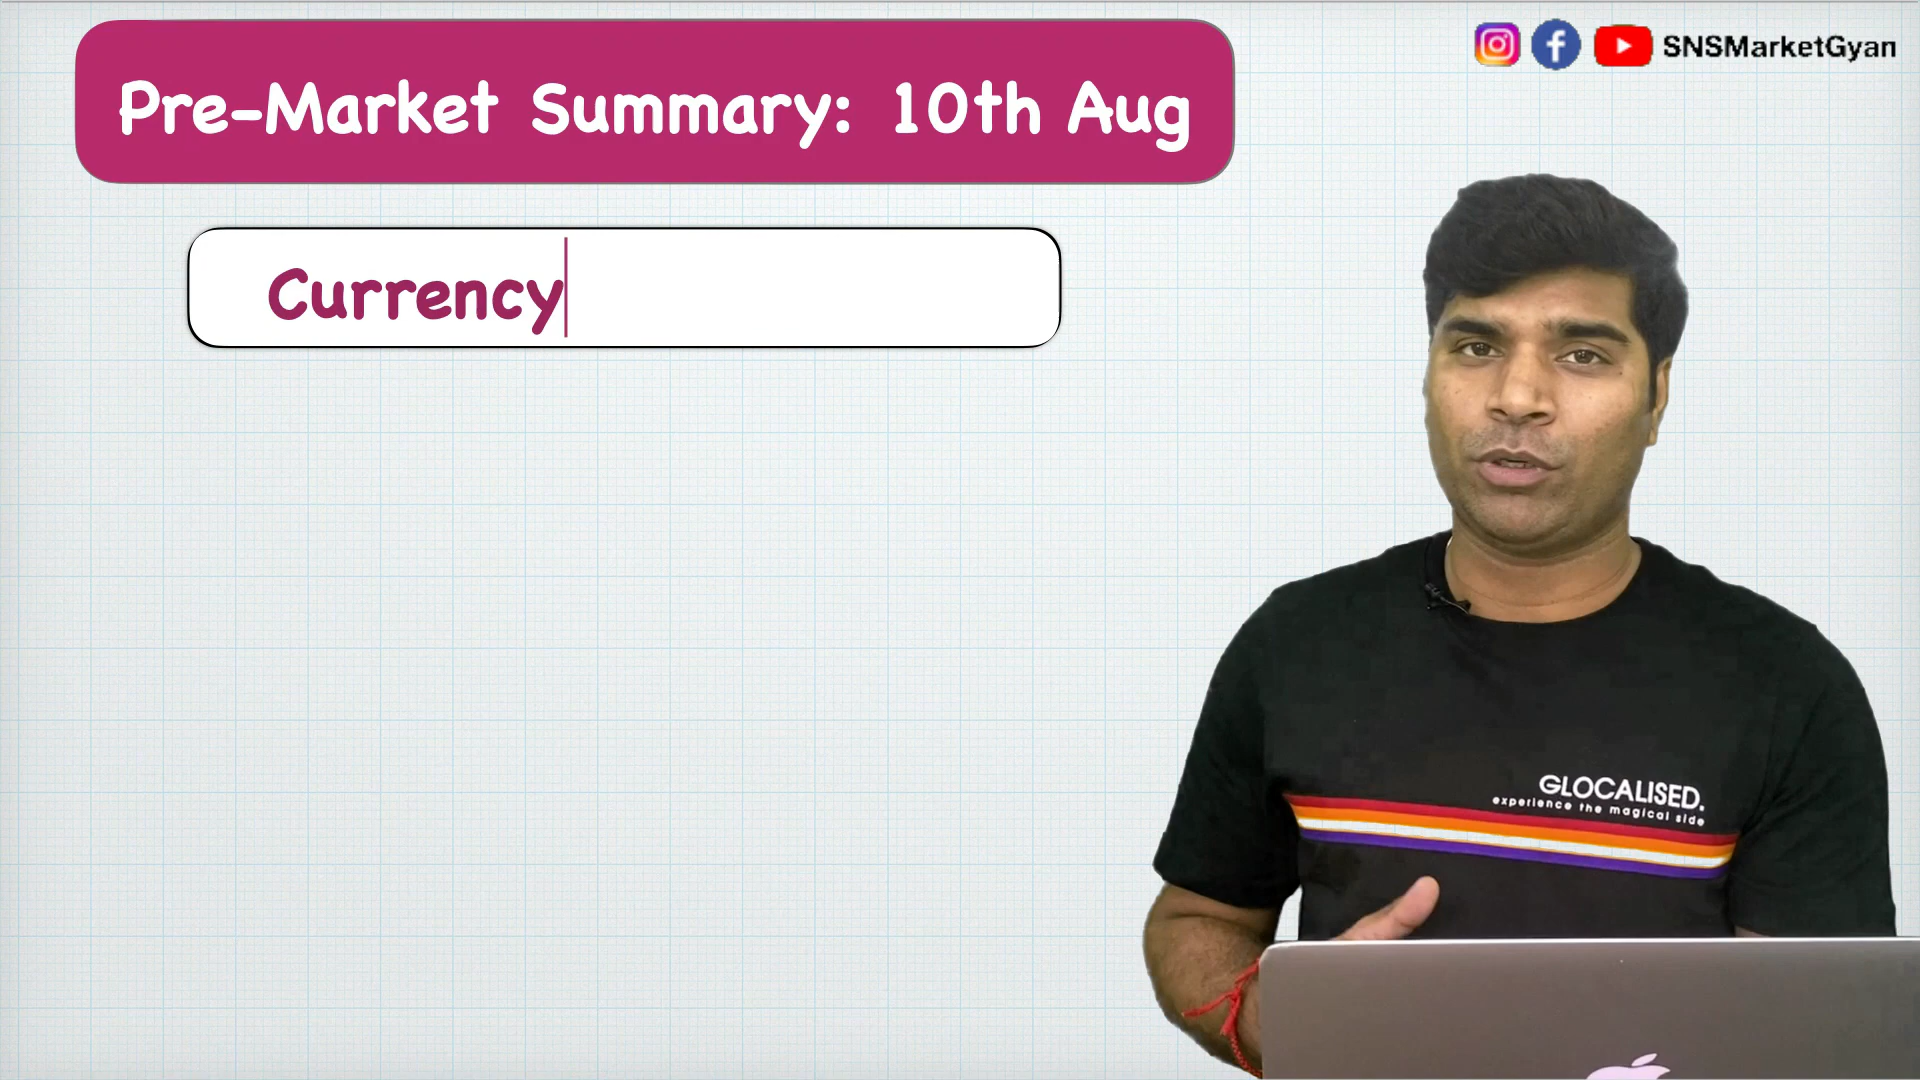 Pre-Market Summary: 10th Aug
SNSMarketGyan
Currency
GLOCALISED.
experience the magical side